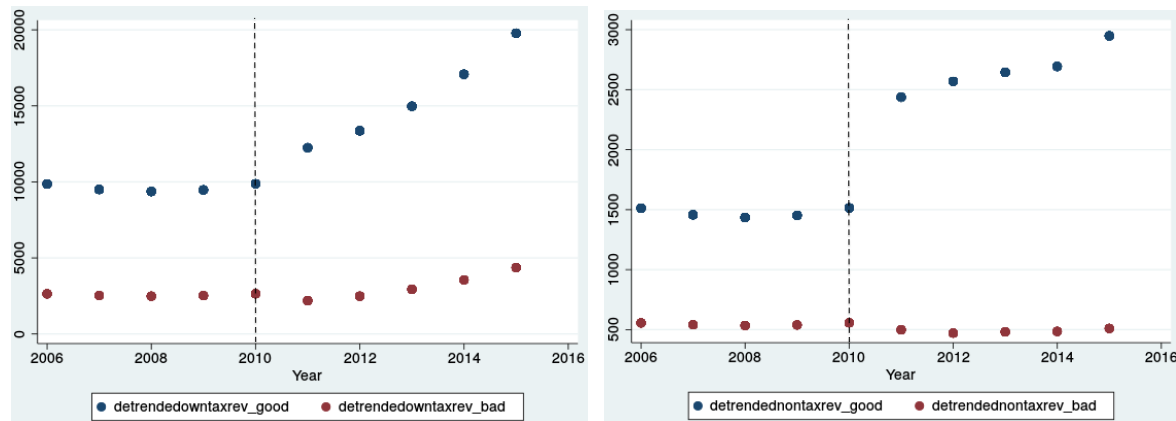 20000
15000
10000
5000
0
2006 2008 2010 2012 2014 2016
Year
detrendedowntaxrev_good detrendedowntaxrev_bad
3000
2500
2000
1500
1000
500
2006 2008 2010 2012 2014 2016
Year
detrendednontaxrev_good detrendednontaxrev_bad